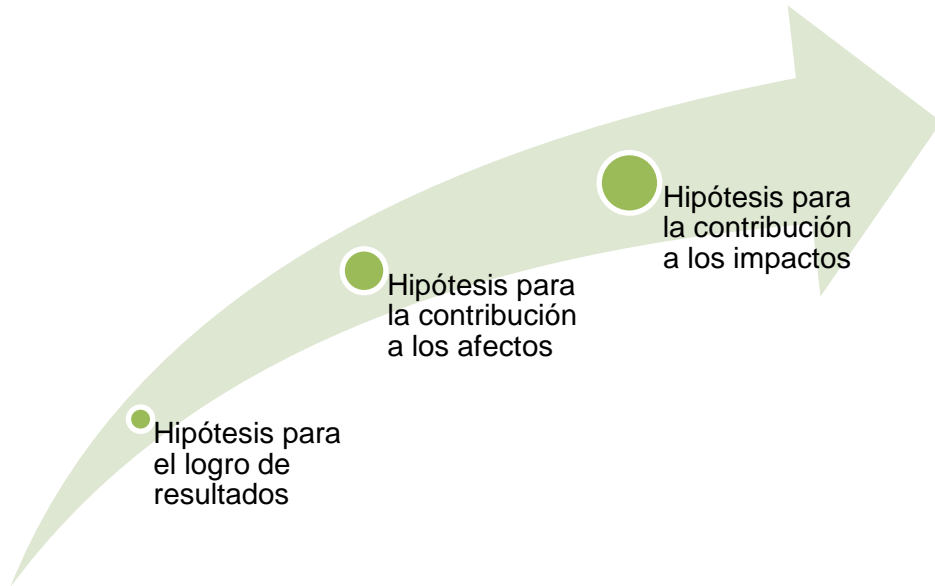 Hipótesis para
el logro de
resultados
Hipótesis para
la contribución
a los afectos
Hipótesis para
la contribución
a los impactos